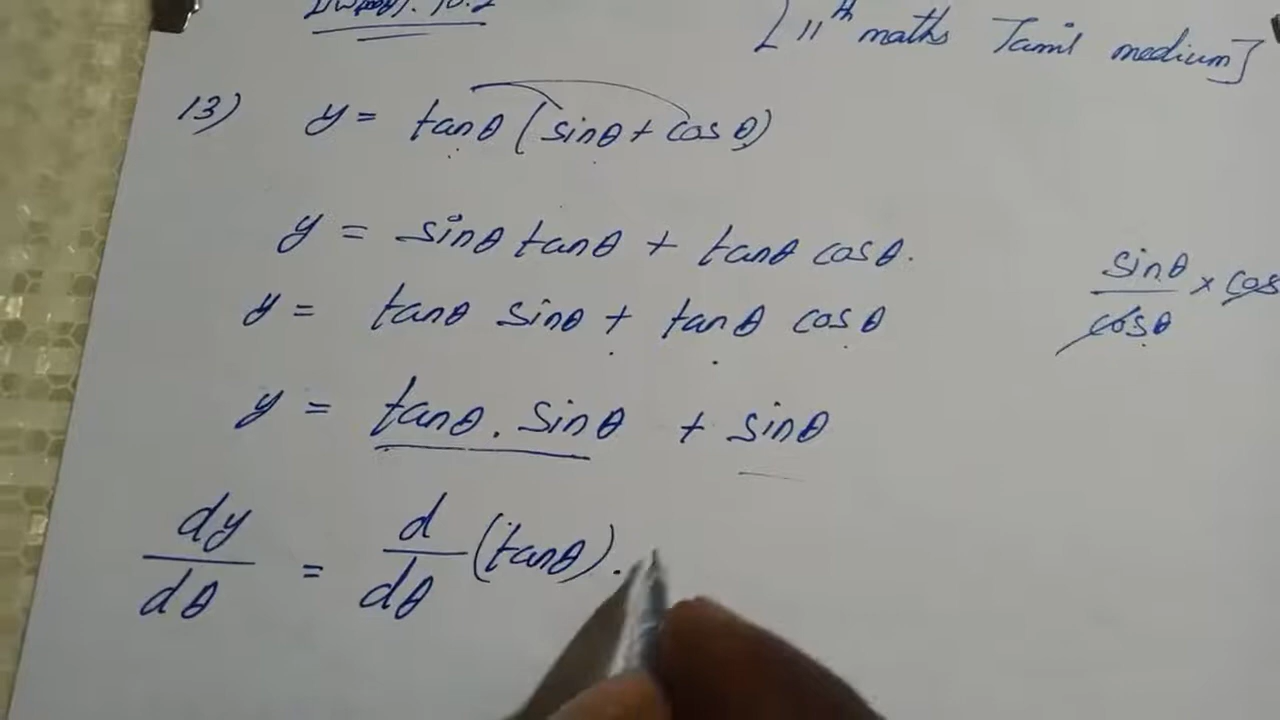 [11th maths Tamil medium]
13) y = tanθ (sinθ + cosθ)
y = sinθ tanθ + tanθ cosθ.
y = tanθ sinθ + tanθ cosθ
sinθ/cosθ × cos
y = tanθ . sinθ + sinθ
dy/dθ = d/dθ (tanθ) .